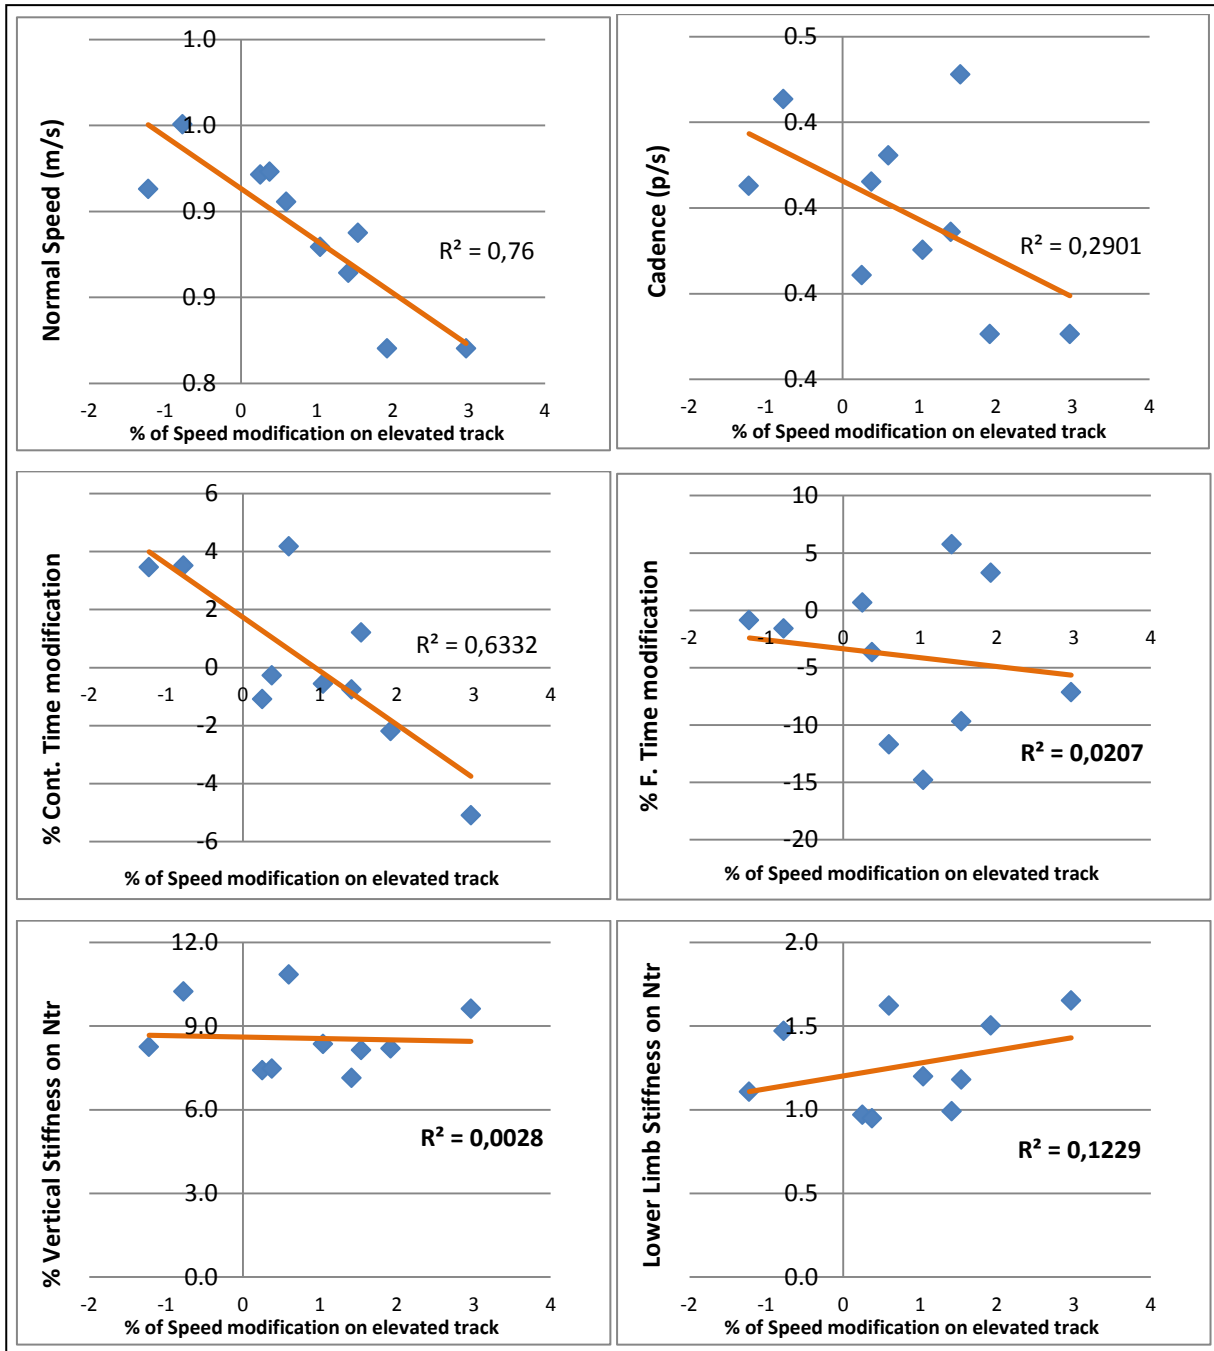 1.0
1.0
0.9
0.9
0.8
Normal Speed (m/s)
R² = 0,76
-2 -1 0 1 2 3 4
% of Speed modification on elevated track
0.5
0.4
0.4
0.4
0.4
Cadence (p/s)
R² = 0,2901
-2 -1 0 1 2 3 4
% of Speed modification on elevated track
6
4
2
0
-2
-4
-6
% Cont. Time modification
R² = 0,6332
-2 -1 0 1 2 3 4
% of Speed modification on elevated track
10
5
0
-5
-10
-15
-20
% F. Time modification
-2 -1 0 1 2 3 4
R² = 0,0207
% of Speed modification on elevated track
12.0
9.0
6.0
3.0
0.0
% Vertical Stiffness on Ntr
R² = 0,0028
-2 -1 0 1 2 3 4
% of Speed modification on elevated track
2.0
1.5
1.0
0.5
0.0
Lower Limb Stiffness on Ntr
R² = 0,1229
-2 -1 0 1 2 3 4
% of Speed modification on elevated track